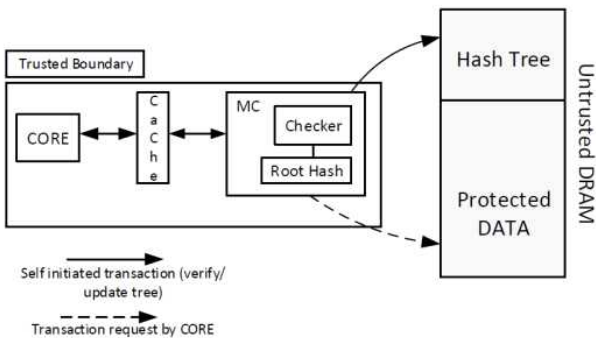 Trusted Boundary
CORE
CaChe
MC
Checker
Root Hash
Hash Tree
Protected
DATA
Untrusted DRAM
Self initiated transaction (verify/
update tree)
Transaction request by CORE